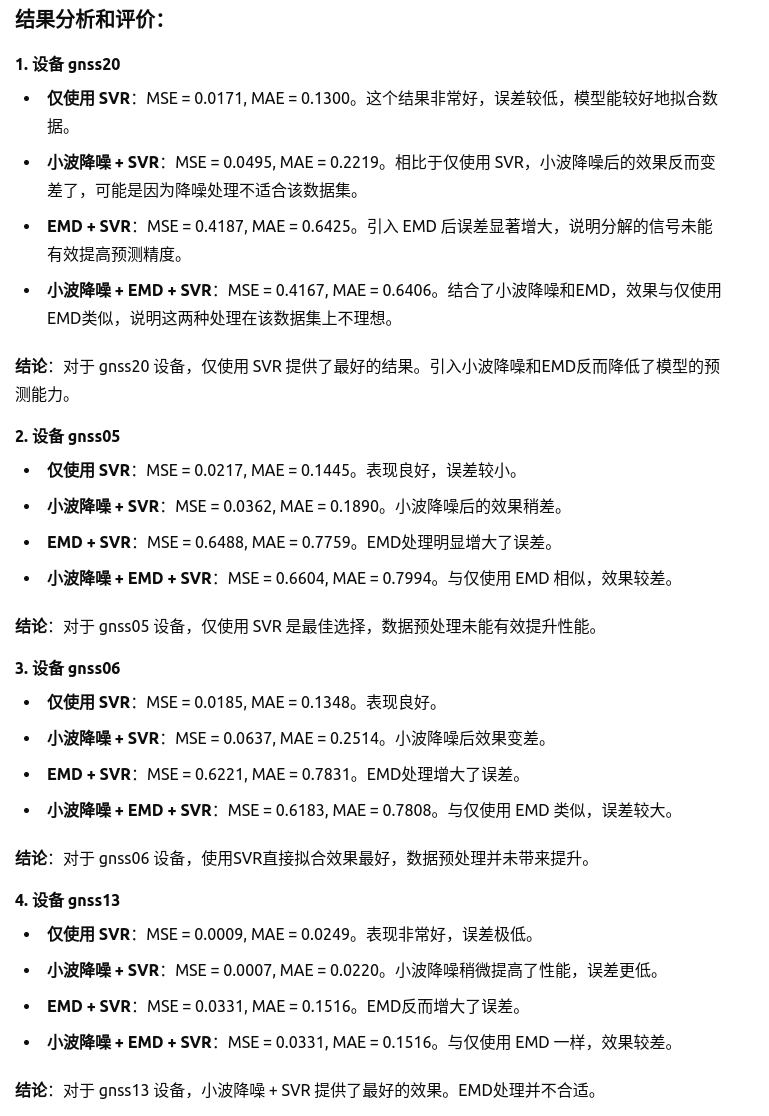 结果分析和评价：
1. 设备 gnss20
• 仅使用 SVR：MSE = 0.0171, MAE = 0.1300。这个结果非常好，误差较低，模型能较好地拟合数
据。
• 小波降噪 + SVR：MSE = 0.0495, MAE = 0.2219。相比于仅使用 SVR，小波降噪后的效果反而变
差了，可能是因为降噪处理不适合该数据集。
• EMD + SVR：MSE = 0.4187, MAE = 0.6425。引入 EMD 后误差显著增大，说明分解的信号未能
有效提高预测精度。
• 小波降噪 + EMD + SVR：MSE = 0.4167, MAE = 0.6406。结合了小波降噪和EMD，效果与仅使用
EMD类似，说明这两种处理在该数据集上不理想。
结论：对于 gnss20 设备，仅使用 SVR 提供了最好的结果。引入小波降噪和EMD反而降低了模型的预
测能力。
2. 设备 gnss05
• 仅使用 SVR：MSE = 0.0217, MAE = 0.1445。表现良好，误差较小。
• 小波降噪 + SVR：MSE = 0.0362, MAE = 0.1890。小波降噪后的效果稍差。
• EMD + SVR：MSE = 0.6488, MAE = 0.7759。EMD处理明显增大了误差。
• 小波降噪 + EMD + SVR：MSE = 0.6604, MAE = 0.7994。与仅使用 EMD 相似，效果较差。
结论：对于 gnss05 设备，仅使用 SVR 是最佳选择，数据预处理未能有效提升性能。
3. 设备 gnss06
• 仅使用 SVR：MSE = 0.0185, MAE = 0.1348。表现良好。
• 小波降噪 + SVR：MSE = 0.0637, MAE = 0.2514。小波降噪后效果变差。
• EMD + SVR：MSE = 0.6221, MAE = 0.7831。EMD处理增大了误差。
• 小波降噪 + EMD + SVR：MSE = 0.6183, MAE = 0.7808。与仅使用 EMD 类似，误差较大。
结论：对于 gnss06 设备，使用SVR直接拟合效果最好，数据预处理并未带来提升。
4. 设备 gnss13
• 仅使用 SVR：MSE = 0.0009, MAE = 0.0249。表现非常好，误差极低。
• 小波降噪 + SVR：MSE = 0.0007, MAE = 0.0220。小波降噪稍微提高了性能，误差更低。
• EMD + SVR：MSE = 0.0331, MAE = 0.1516。EMD反而增大了误差。
• 小波降噪 + EMD + SVR：MSE = 0.0331, MAE = 0.1516。与仅使用 EMD 一样，效果较差。
结论：对于 gnss13 设备，小波降噪 + SVR 提供了最好的效果。EMD处理并不合适。